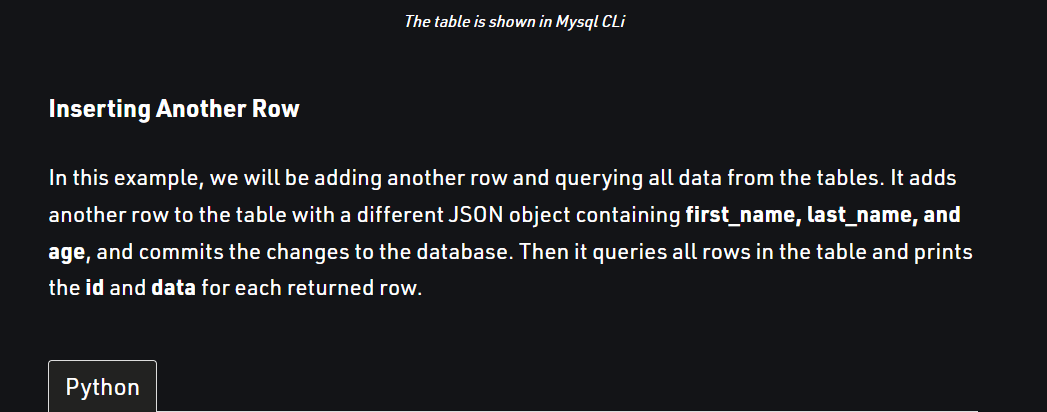 The table is shown in Mysql CLi
Inserting Another Row
In this example, we will be adding another row and querying all data from the tables. It adds
another row to the table with a different JSON object containing first_name, last_name, and
age, and commits the changes to the database. Then it queries all rows in the table and prints
the id and data for each returned row.
Python